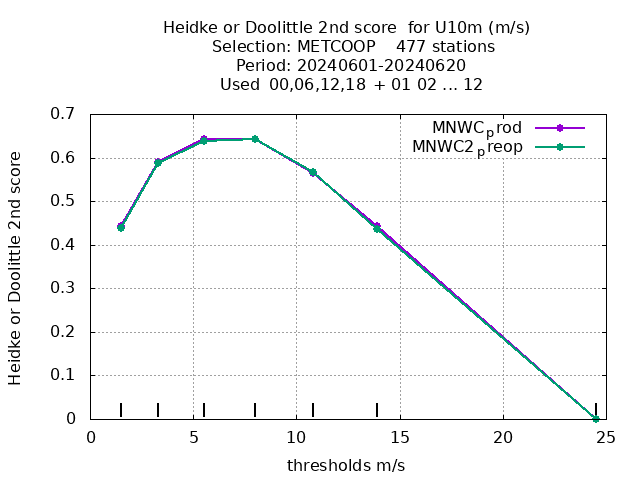 Heidke or Doolittle 2nd score  for U10m (m/s)
Selection: METCOOP    477 stations
Period: 20240601-20240620
Used  00,06,12,18  + 01 02 ... 12
MNWCprod
MNWC2preop
Heidke or Doolittle 2nd score
0.7
0.6
0.5
0.4
0.3
0.2
0.1
0
0 5 10 15 20 25
thresholds m/s